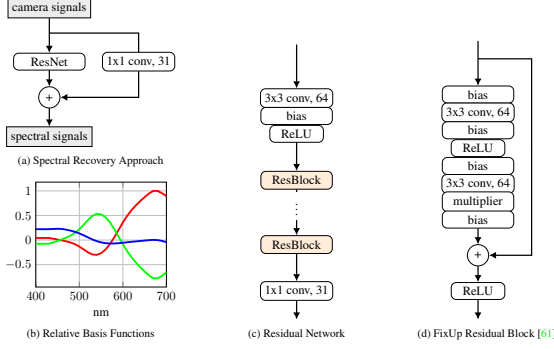 camera signals
ResNet
1x1 conv, 31
+
spectral signals
(a) Spectral Recovery Approach
1
0.5
0
−0.5
400
500
600
700
nm
(b) Relative Basis Functions
3x3 conv, 64
bias
ReLU
ResBlock
ResBlock
1x1 conv, 31
(c) Residual Network
bias
3x3 conv, 64
bias
ReLU
bias
3x3 conv, 64
multiplier
bias
+
ReLU
(d) FixUp Residual Block [61]